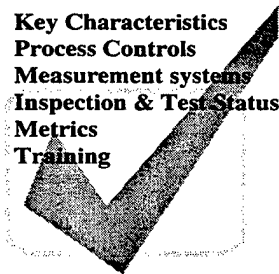 Key Characteristics
Process Controls
Measurement systems
Inspection & Test Status
Metrics
Training